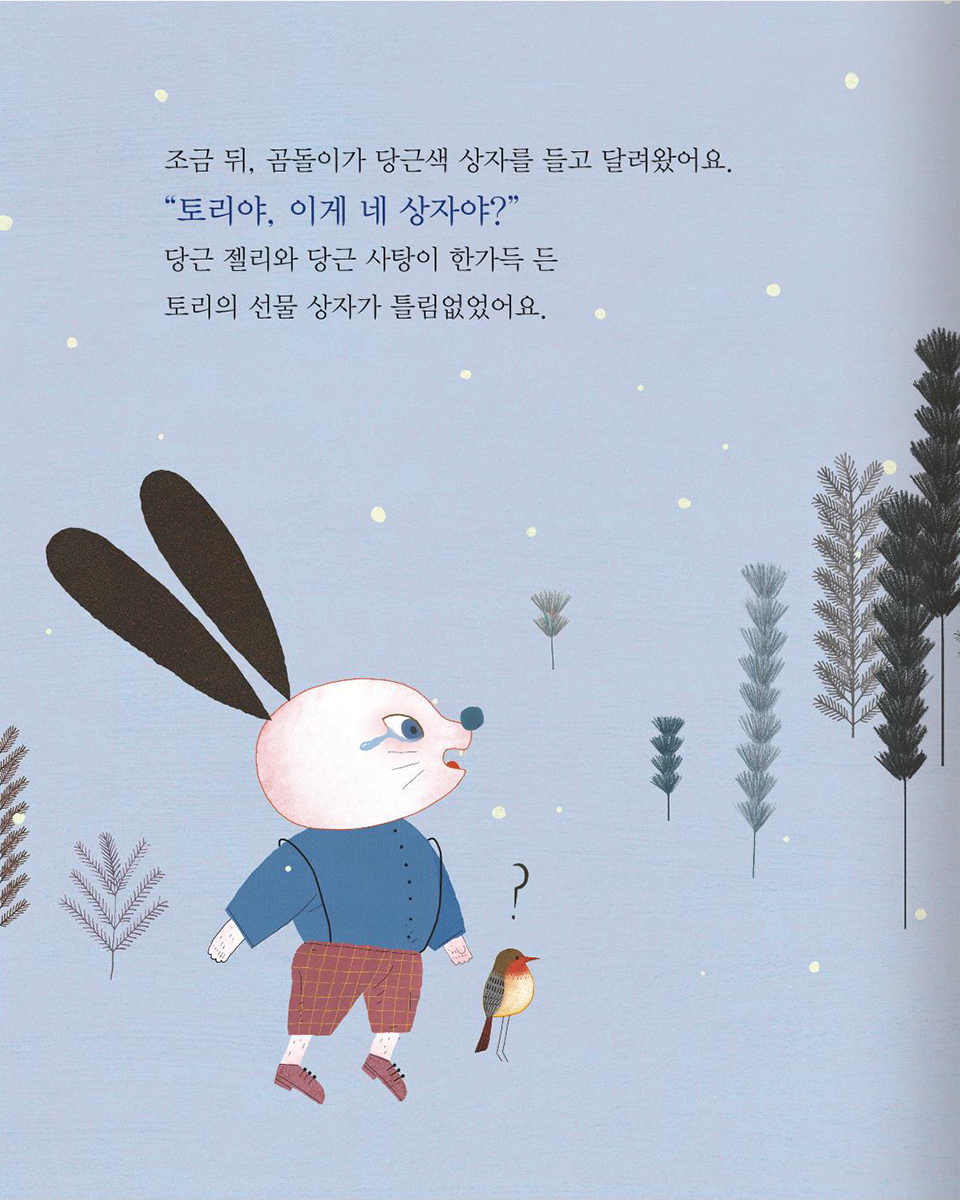 조금 뒤, 곰돌이가 당근색 상자를 들고 달려왔어요.
“토리야, 이게 네 상자야?”
당근 젤리와 당근 사탕이 한가득 든
토리의 선물 상자가 틀림없었어요.
?